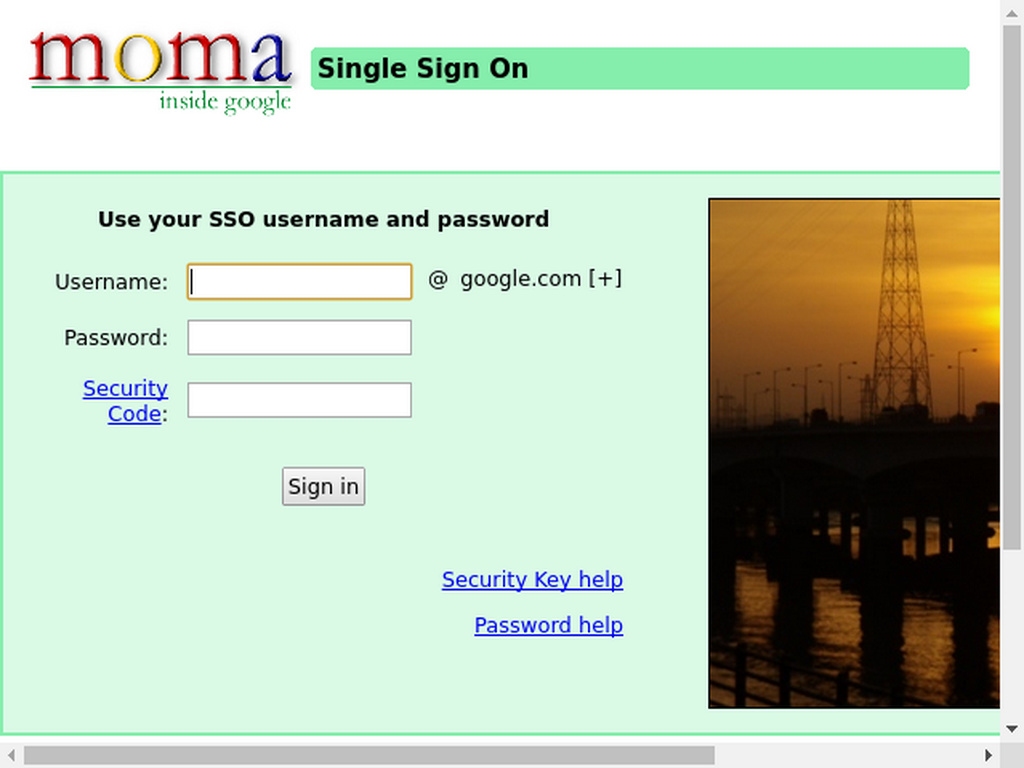 moma
inside google
Single Sign On
Use your SSO username and password
Username:
@ google.com [+]
Password:
Security
Code:
Sign in
Security Key help
Password help